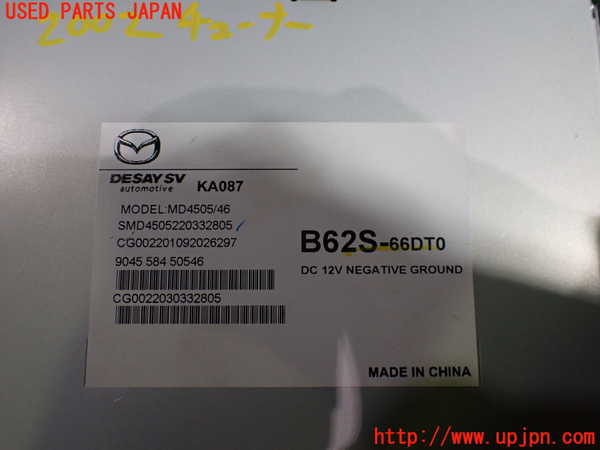 USED PARTS JAPAN
2002チューナー
DESAY SV
automotive
KA087
MODEL:MD4505/46
SMD4505220332805
CG002201092026297
9045 584 50546
CG0022030332805
B62S-66DT0
DC 12V NEGATIVE GROUND
MADE IN CHINA
http://www.upjpn.com